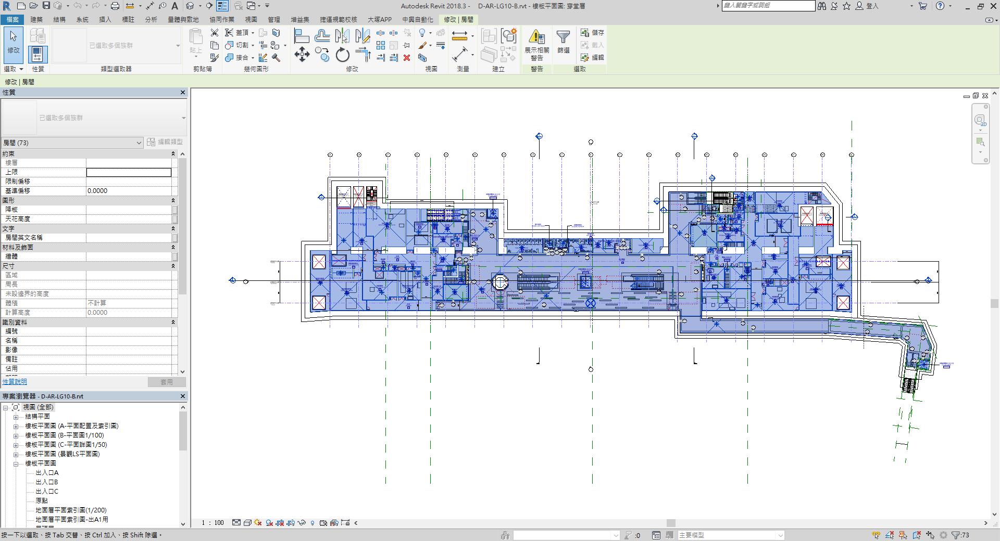 Autodesk Revit 2018.3 -     D-AR-LG10-B.rvt - 樓板平面圖: 穿堂層
鍵入關鍵字或詞組
登入
檔案 建築 結構 系統 插入 標註 分析 量體與敷地 協同作業 視圖 管理 增益集 捷運規範校核 大塚APP 中興自動化 修改 | 房間
修改
已選取多個族群
貼上
蓋頂
切割
接合
展示相關
警告
篩選
儲存
載入
編輯
選取 性質 類型選取器 剪貼簿 幾何圖形 修改 視圖 測量 建立 警告 選取
修改 | 房間
性質
已選取多個族群
房間 (73) 編輯類型
約束
樓層
上限
限制偏移
基準偏移 0.0000
圖形
降板
天花高度
文字
房間英文名稱
材料及飾面
牆體
尺寸
區域
周長
未設邊界的高度
體積 不計算
計算高度 0.0000
識別資料
編號
名稱
影像
備註
佔用
性質說明 套用
專案瀏覽器 - D-AR-LG10-B.rvt
視圖 (全部)
結構平面
樓板平面圖 (A-平面配置及索引圖)
樓板平面圖 (B-平面圖1/100)
樓板平面圖 (C-平面詳圖1/50)
樓板平面圖 (景觀LS平面圖)
樓板平面圖
出入口A
出入口B
出入口C
原點
地面層平面索引圖(1/200)
地面層平面索引圖-出A1用
2D
1 : 100
按一下以選取、按 Tab 交替、按 Ctrl 加入、按 Shift 除選。
:0
主要模型
:73